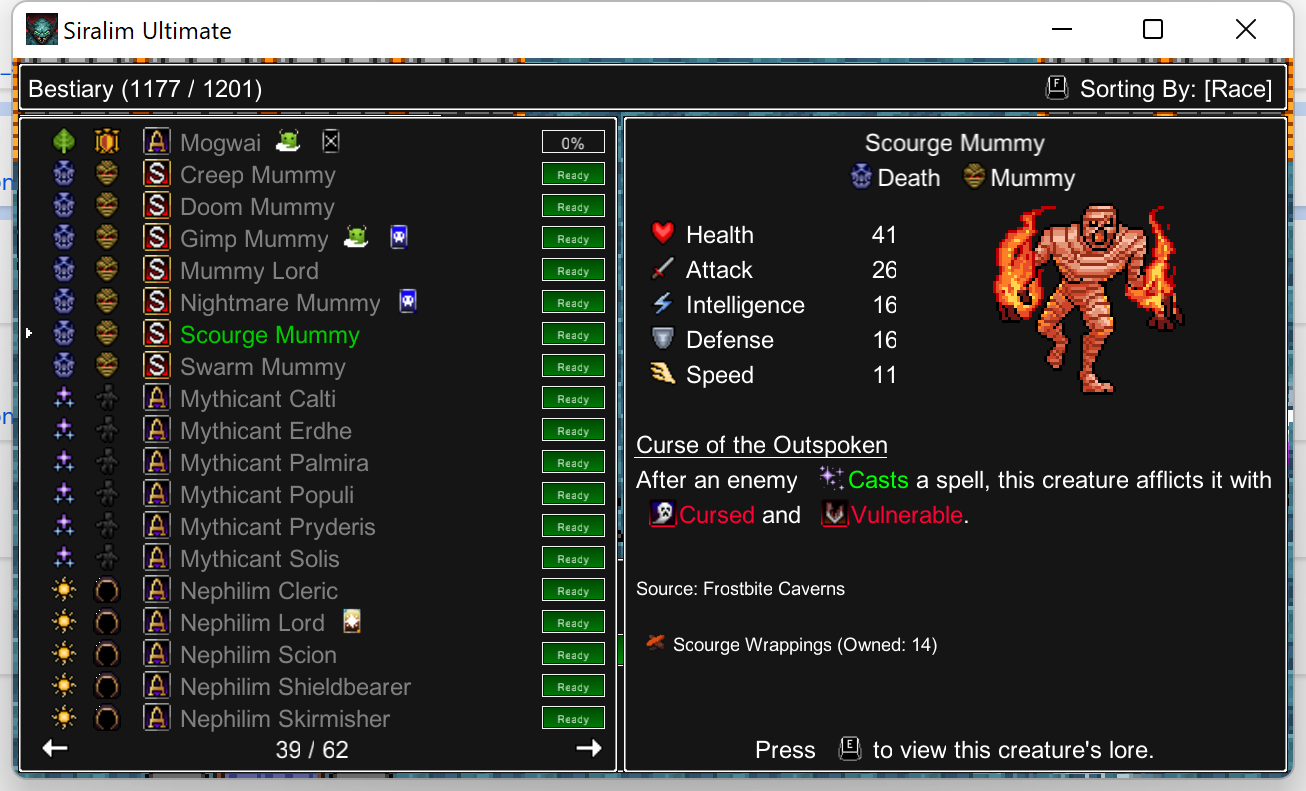 Siralim Ultimate
Bestiary (1177 / 1201)
F Sorting By: [Race]
A Mogwai 0%
S Creep Mummy Ready
S Doom Mummy Ready
S Gimp Mummy Ready
S Mummy Lord Ready
S Nightmare Mummy Ready
S Scourge Mummy Ready
S Swarm Mummy Ready
A Mythicant Calti Ready
A Mythicant Erdhe Ready
A Mythicant Palmira Ready
A Mythicant Populi Ready
A Mythicant Pryderis Ready
A Mythicant Solis Ready
A Nephilim Cleric Ready
A Nephilim Lord Ready
A Nephilim Scion Ready
A Nephilim Shieldbearer Ready
A Nephilim Skirmisher Ready
39 / 62
Scourge Mummy
Death Mummy
Health 41
Attack 26
Intelligence 16
Defense 16
Speed 11
Curse of the Outspoken
After an enemy Casts a spell, this creature afflicts it with
Cursed and Vulnerable.
Source: Frostbite Caverns
Scourge Wrappings (Owned: 14)
Press E to view this creature's lore.